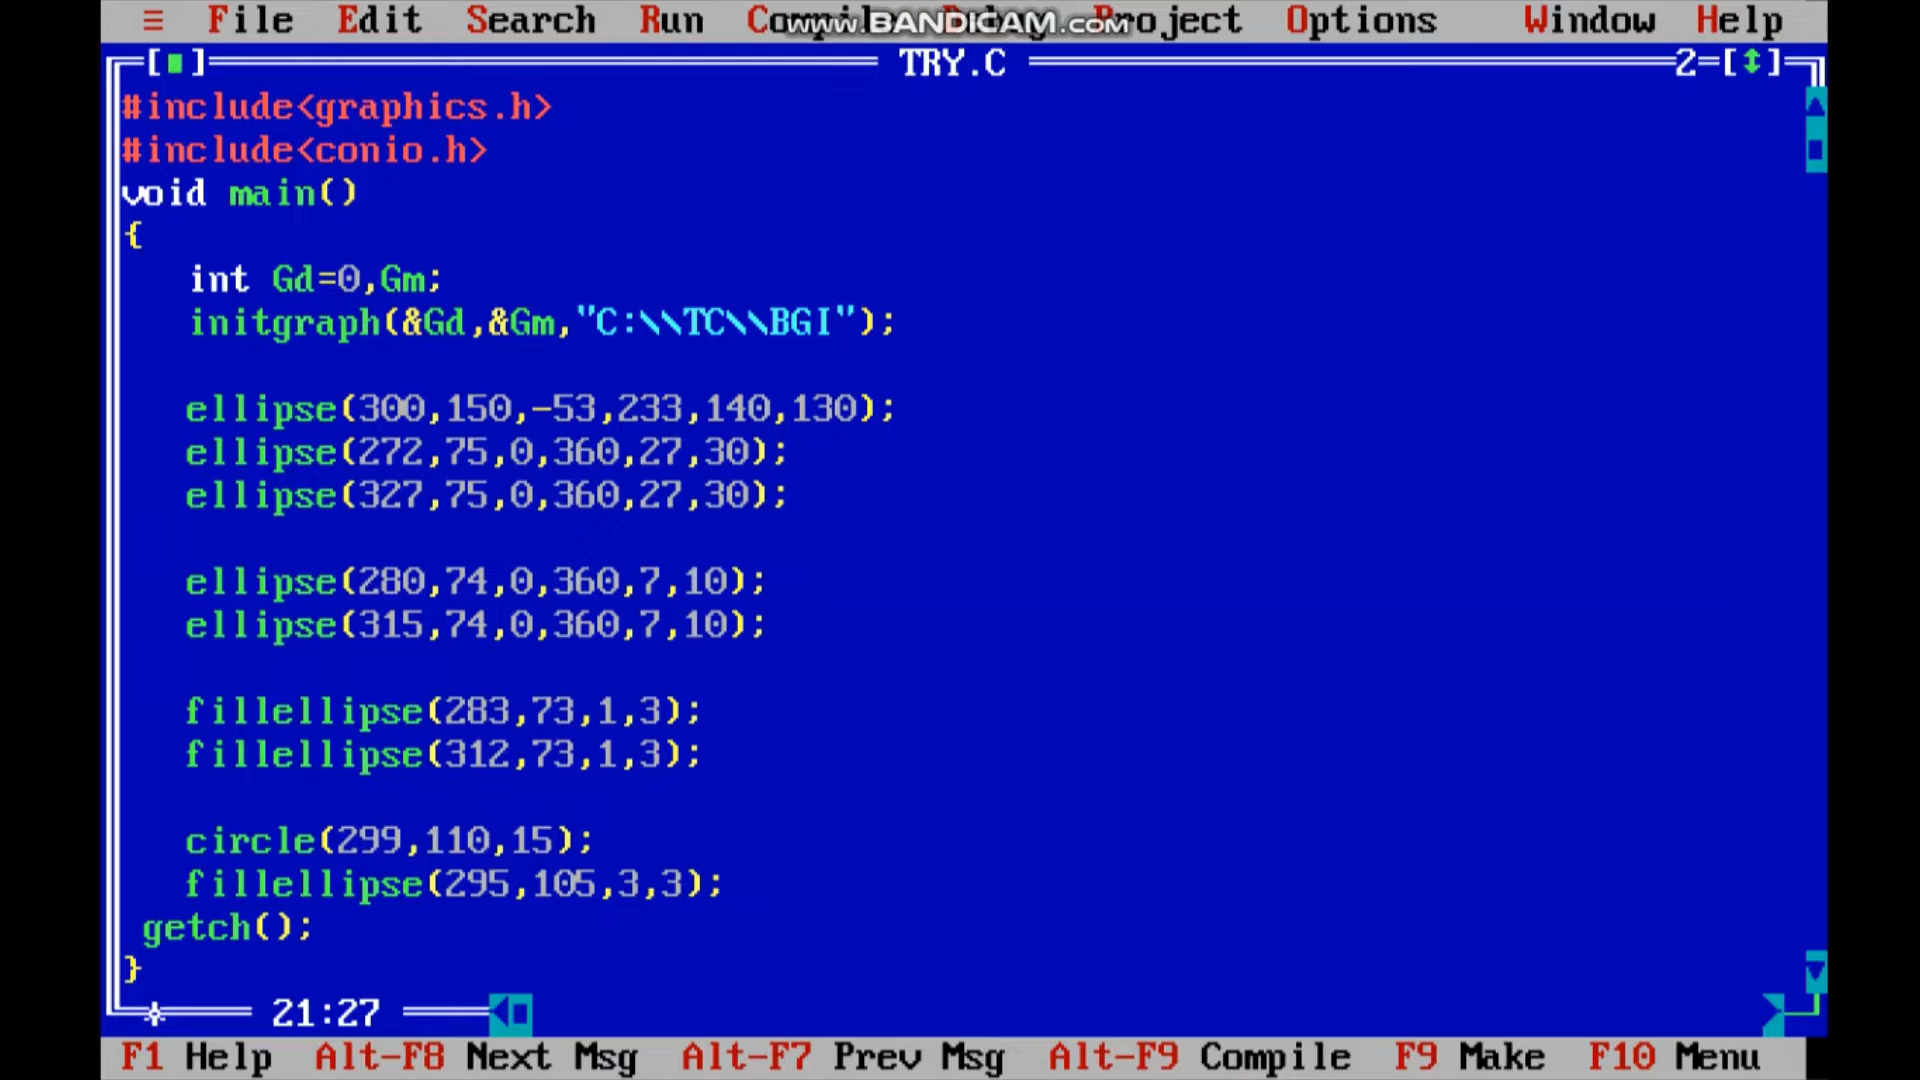 ≡ File Edit Search Run Compile Debug Project Options Window Help
www.BANDICAM.com
[■] TRY.C 2=[↕]
#include<graphics.h>
#include<conio.h>
void main()
{
int Gd=0,Gm;
initgraph(&Gd,&Gm,"C:\\TC\\BGI");
ellipse(300,150,-53,233,140,130);
ellipse(272,75,0,360,27,30);
ellipse(327,75,0,360,27,30);
ellipse(280,74,0,360,7,10);
ellipse(315,74,0,360,7,10);
fillellipse(283,73,1,3);
fillellipse(312,73,1,3);
circle(299,110,15);
fillellipse(295,105,3,3);
getch();
}
21:27
F1 Help Alt-F8 Next Msg Alt-F7 Prev Msg Alt-F9 Compile F9 Make F10 Menu